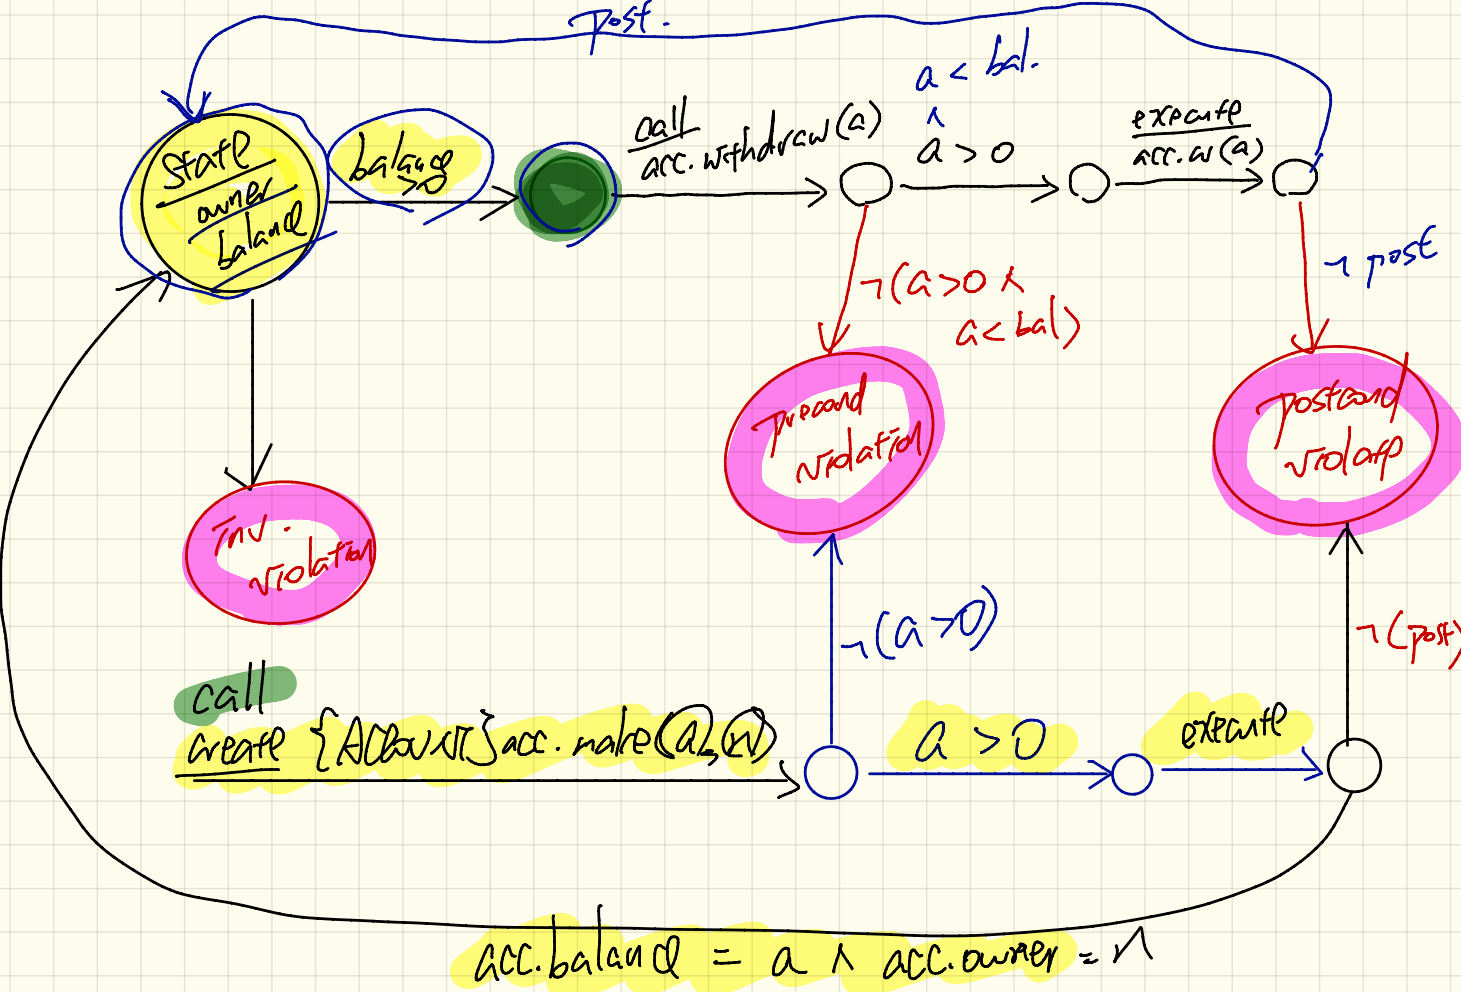 post.
a < bal.
∧
a > 0
call
acc.withdraw(a)
execute
acc.w(a)
state
owner
balance
balance
>0
¬(a>0 ∧
a< bal)
¬ post
precond
violation
postcond
inv.
violation
¬(a>0)
¬(post)
call
create {ACCOUNT} acc.make(a, n)
a > 0
execute
acc.balance = a ∧ acc.owner = n